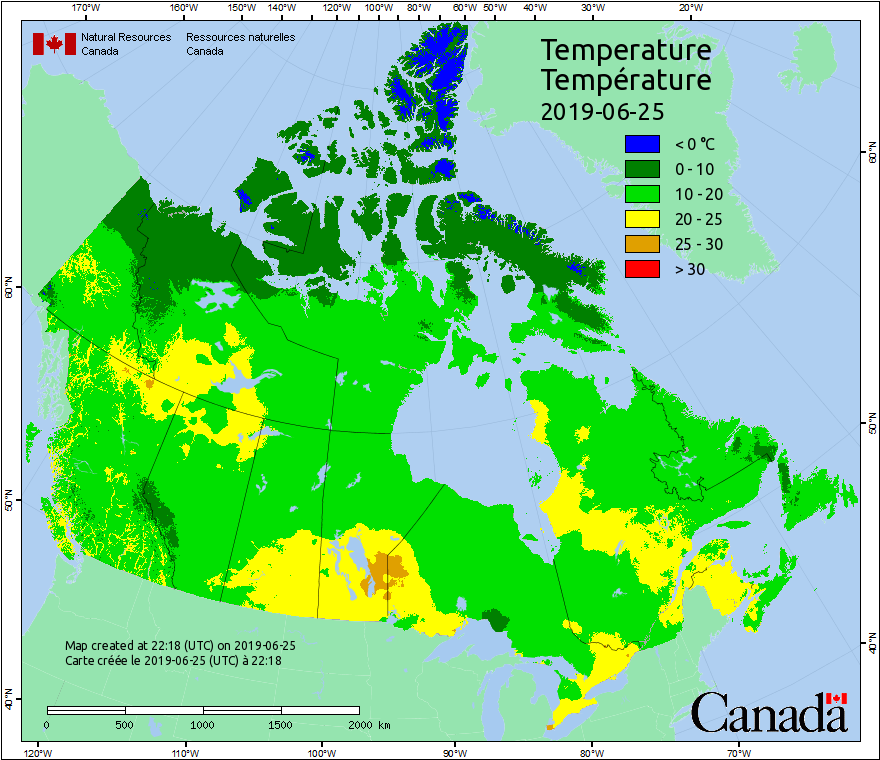 170°W 160°W 150°W 140°W 120°W 100°W 80°W 60°W 50°W 40°W 30°W 20°W
Natural Resources Ressources naturelles
Canada Canada
Temperature
Température
2019-06-25
< 0 °C
0 - 10
10 - 20
20 - 25
25 - 30
> 30
60°N
60°N
50°N
50°N
40°N
40°N
Map created at 22:18 (UTC) on 2019-06-25
Carte créée le 2019-06-25 (UTC) à 22:18
0 500 1000 1500 2000 km
Canada
120°W 110°W 100°W 90°W 80°W 70°W